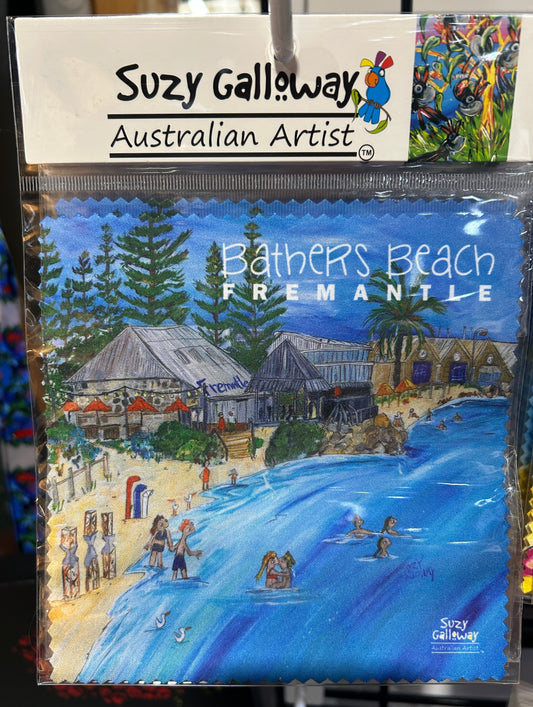 Suzy Galloway
Australian Artist
TM
Bathers Beach
FREMANTLE
Fremantle
Suzy
Galloway
Australian Artist